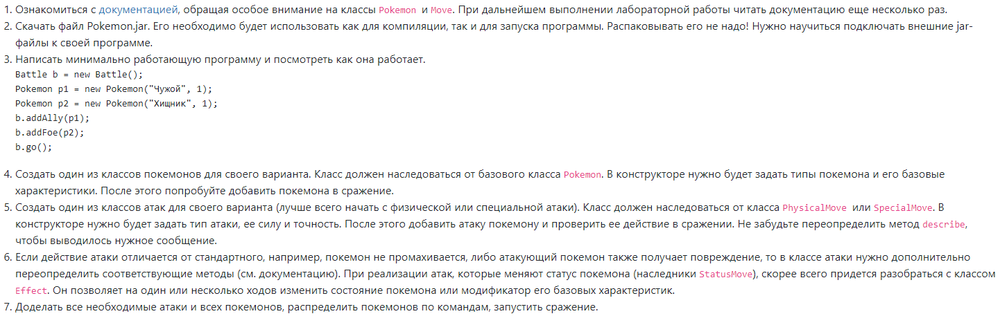 1. Ознакомиться с документацией, обращая особое внимание на классы Pokemon и Move. При дальнейшем выполнении лабораторной работы читать документацию еще несколько раз.
2. Скачать файл Pokemon.jar. Его необходимо будет использовать как для компиляции, так и для запуска программы. Распаковывать его не надо! Нужно научиться подключать внешние jar-
файлы к своей программе.
3. Написать минимально работающую программу и посмотреть как она работает.
Battle b = new Battle();
Pokemon p1 = new Pokemon("Чужой", 1);
Pokemon p2 = new Pokemon("Хищник", 1);
b.addAlly(p1);
b.addFoe(p2);
b.go();
4. Создать один из классов покемонов для своего варианта. Класс должен наследоваться от базового класса Pokemon. В конструкторе нужно будет задать типы покемона и его базовые
характеристики. После этого попробуйте добавить покемона в сражение.
5. Создать один из классов атак для своего варианта (лучше всего начать с физической или специальной атаки). Класс должен наследоваться от класса PhysicalMove или SpecialMove. В
конструкторе нужно будет задать тип атаки, ее силу и точность. После этого добавить атаку покемону и проверить ее действие в сражении. Не забудьте переопределить метод describe,
чтобы выводилось нужное сообщение.
6. Если действие атаки отличается от стандартного, например, покемон не промахивается, либо атакующий покемон также получает повреждение, то в классе атаки нужно дополнительно
переопределить соответствующие методы (см. документацию). При реализации атак, которые меняют статус покемона (наследники StatusMove), скорее всего придется разобраться с классом
Effect. Он позволяет на один или несколько ходов изменить состояние покемона или модификатор его базовых характеристик.
7. Доделать все необходимые атаки и всех покемонов, распределить покемонов по командам, запустить сражение.